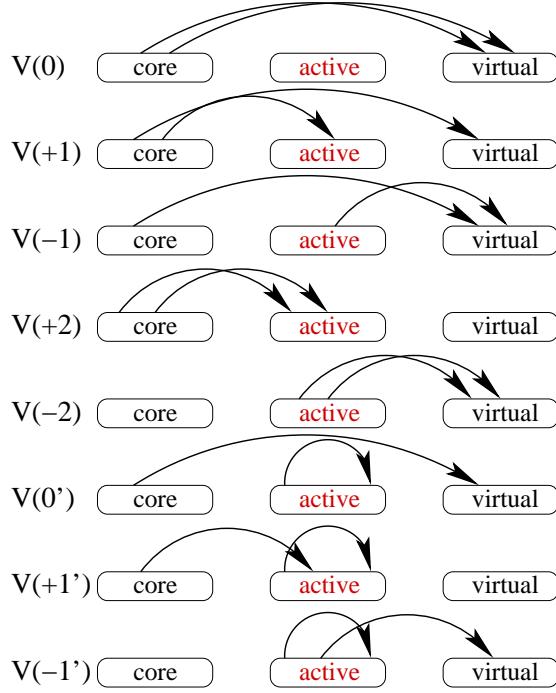 V(0) core active virtual
V(+1) core active virtual
V(−1) core active virtual
V(+2) core active virtual
V(−2) core active virtual
V(0') core active virtual
V(+1') core active virtual
V(−1') core active virtual